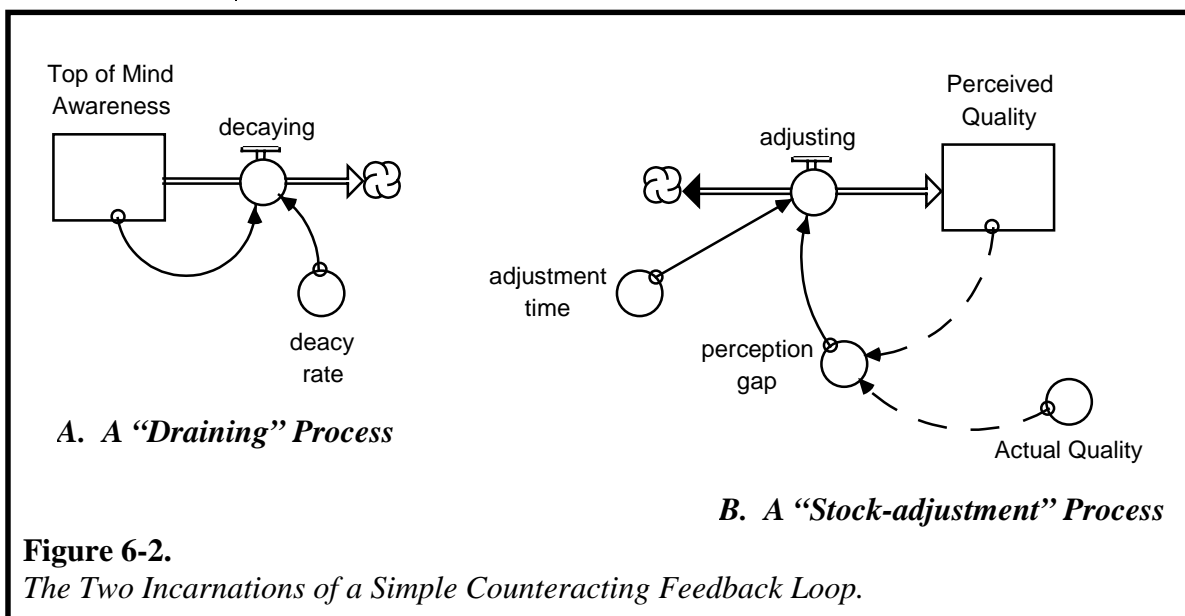 Top of Mind
Awareness
decaying
deacy
rate
A. A “Draining” Process
Perceived
Quality
adjusting
adjustment
time
perception
gap
Actual Quality
B. A “Stock-adjustment” Process
Figure 6-2.
The Two Incarnations of a Simple Counteracting Feedback Loop.